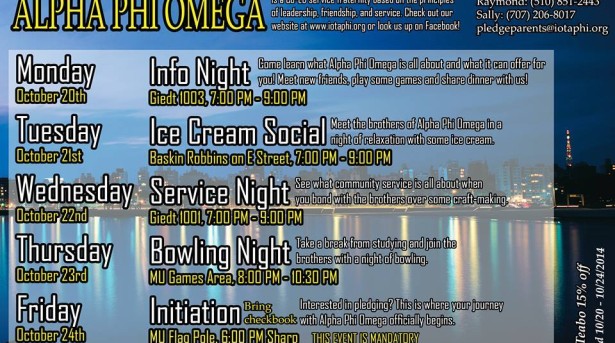 ALPHA PHI OMEGA
of leadership, friendship, and service. Check out our
website at www.iotaphi.org or look us up on Facebook!
Raymond: (510) 851-2443
Sally: (707) 206-8017
pledgeparents@iotaphi.org
Monday
October 20th
Info Night
Giedt 1003, 7:00 PM - 9:00 PM
Come learn what Alpha Phi Omega is all about and what it can offer for
you! Meet new friends, play some games and share dinner with us!
Tuesday
October 21st
Ice Cream Social
Baskin Robbins on E Street, 7:00 PM - 9:00 PM
Meet the brothers of Alpha Phi Omega in a
night of relaxation with some ice cream.
Wednesday
October 22nd
Service Night
Giedt 1001, 7:00 PM - 9:00 PM
See what community service is all about when
you bond with the brothers over some craft-making.
Thursday
October 23rd
Bowling Night
MU Games Area, 8:00 PM - 10:30 PM
Take a break from studying and join the
brothers with a night of bowling.
Friday
October 24th
Initiation
Bring
checkbook
MU Flag Pole, 6:00 PM Sharp
Interested in pledging? This is where your journey
with Alpha Phi Omega officially begins.
THIS EVENT IS MANDATORY
Teabo 15% off
10/20 - 10/24/2014